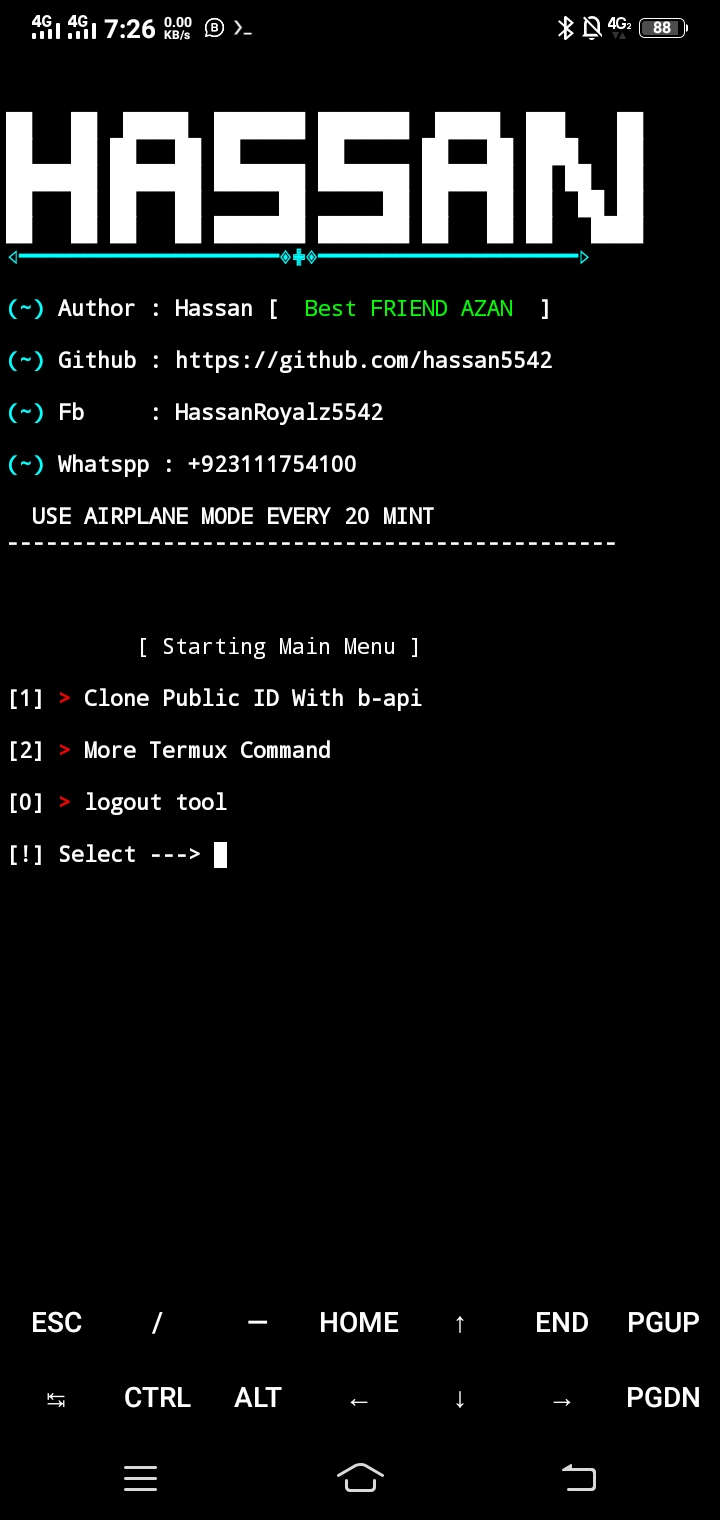 4G 4G 7:26 0.00 KB/s B 4G2 88
HASSAN
(~) Author : Hassan [ Best FRIEND AZAN ]
(~) Github : https://github.com/hassan5542
(~) Fb : HassanRoyalz5542
(~) Whatspp : +923111754100
USE AIRPLANE MODE EVERY 20 MINT
-----------------------------------------------
[ Starting Main Menu ]
[1] > Clone Public ID With b-api
[2] > More Termux Command
[0] > logout tool
[!] Select --->
ESC / — HOME ↑ END PGUP
↹ CTRL ALT ← ↓ → PGDN